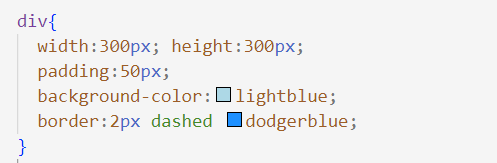 div{
width:300px; height:300px;
padding:50px;
background-color:lightblue;
border:2px dashed dodgerblue;
}